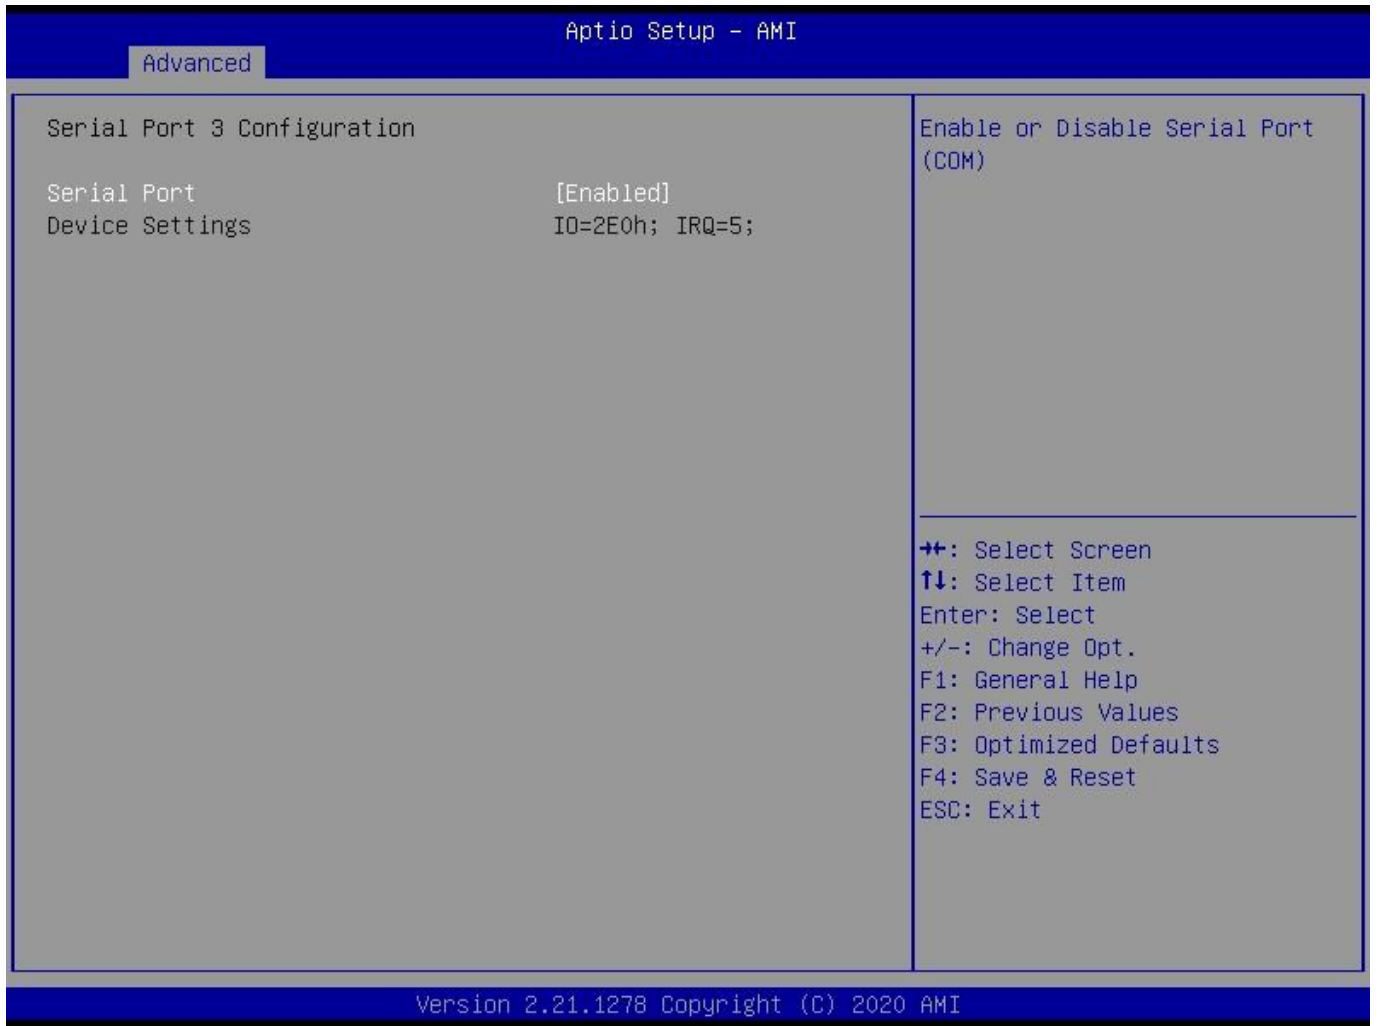 Aptio Setup – AMI
Advanced
Serial Port 3 Configuration
Serial Port [Enabled]
Device Settings IO=2E0h; IRQ=5;
Enable or Disable Serial Port
(COM)
→←: Select Screen
↑↓: Select Item
Enter: Select
+/-: Change Opt.
F1: General Help
F2: Previous Values
F3: Optimized Defaults
F4: Save & Reset
ESC: Exit
Version 2.21.1278 Copyright (C) 2020 AMI